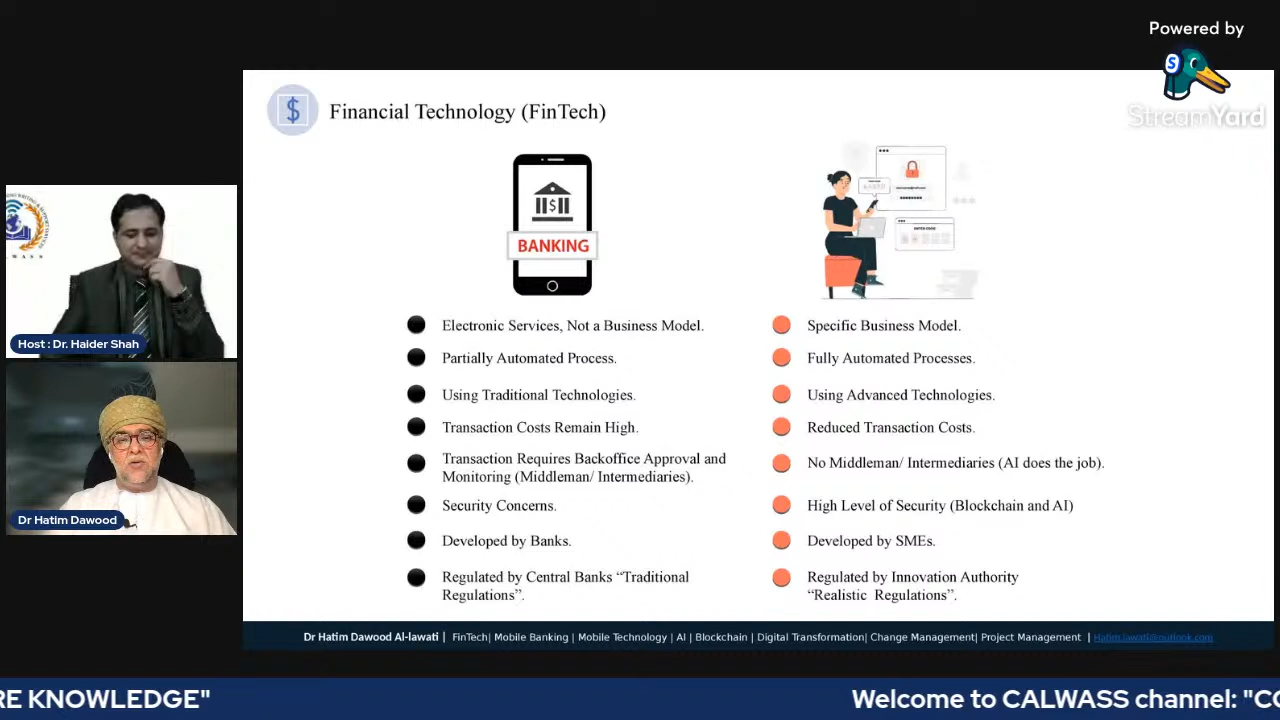 Powered by
StreamYard
Financial Technology (FinTech)
BANKING
Electronic Services, Not a Business Model.
Partially Automated Process.
Using Traditional Technologies.
Transaction Costs Remain High.
Transaction Requires Backoffice Approval and
Monitoring (Middleman/ Intermediaries).
Security Concerns.
Developed by Banks.
Regulated by Central Banks “Traditional
Regulations”.
Specific Business Model.
Fully Automated Processes.
Using Advanced Technologies.
Reduced Transaction Costs.
No Middleman/ Intermediaries (AI does the job).
High Level of Security (Blockchain and AI)
Developed by SMEs.
Regulated by Innovation Authority
“Realistic Regulations”.
Host : Dr. Haider Shah
Dr Hatim Dawood
Dr Hatim Dawood Al-lawati | FinTech| Mobile Banking | Mobile Technology | AI | Blockchain | Digital Transformation| Change Management| Project Management | Hatim.lawati@outlook.com
RE KNOWLEDGE" Welcome to CALWASS channel: "CO